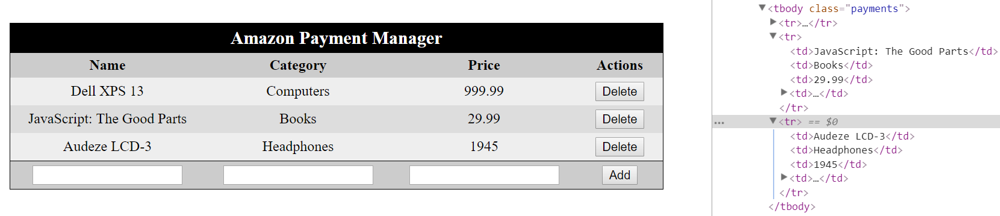 Amazon Payment Manager
Name Category Price Actions
Dell XPS 13 Computers 999.99 Delete
JavaScript: The Good Parts Books 29.99 Delete
Audeze LCD-3 Headphones 1945 Delete
Add
▼<tbody class="payments">
▶<tr>…</tr>
▼<tr>
<td>JavaScript: The Good Parts</td>
<td>Books</td>
<td>29.99</td>
▶<td>…</td>
</tr>
… ▼<tr> == $0
<td>Audeze LCD-3</td>
<td>Headphones</td>
<td>1945</td>
▶<td>…</td>
</tr>
</tbody>